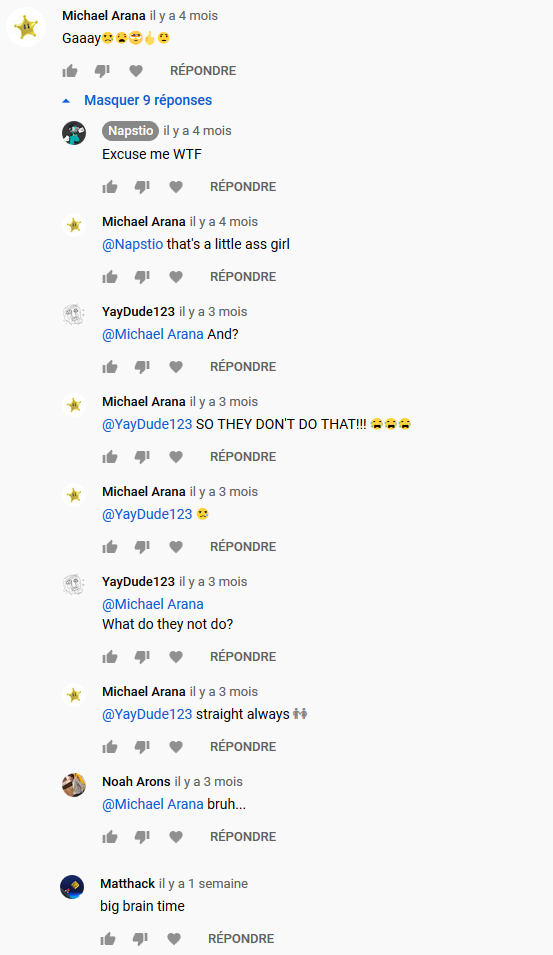 Michael Arana il y a 4 mois
Gaaay😢😭😎👆😲
RÉPONDRE
Masquer 9 réponses
Napstio il y a 4 mois
Excuse me WTF
RÉPONDRE
Michael Arana il y a 4 mois
@Napstio that's a little ass girl
RÉPONDRE
YayDude123 il y a 3 mois
@Michael Arana And?
RÉPONDRE
Michael Arana il y a 3 mois
@YayDude123 SO THEY DON'T DO THAT!!! 😭😭😭
RÉPONDRE
Michael Arana il y a 3 mois
@YayDude123 😢
RÉPONDRE
YayDude123 il y a 3 mois
@Michael Arana
What do they not do?
RÉPONDRE
Michael Arana il y a 3 mois
@YayDude123 straight always 👬
RÉPONDRE
Noah Arons il y a 3 mois
@Michael Arana bruh...
RÉPONDRE
Matthack il y a 1 semaine
big brain time
RÉPONDRE